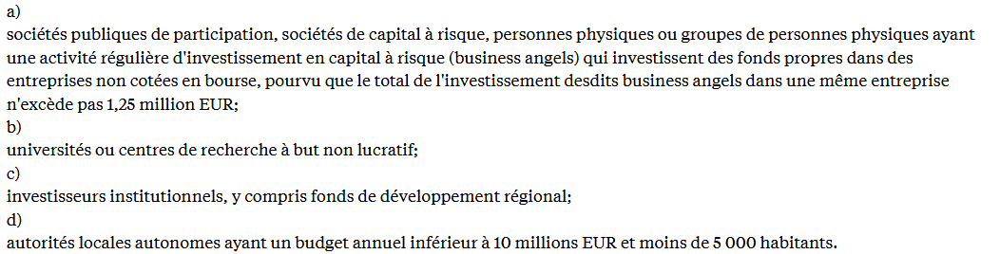 a)
sociétés publiques de participation, sociétés de capital à risque, personnes physiques ou groupes de personnes physiques ayant
une activité régulière d'investissement en capital à risque (business angels) qui investissent des fonds propres dans des
entreprises non cotées en bourse, pourvu que le total de l'investissement desdits business angels dans une même entreprise
n'excède pas 1,25 million EUR;
b)
universités ou centres de recherche à but non lucratif;
c)
investisseurs institutionnels, y compris fonds de développement régional;
d)
autorités locales autonomes ayant un budget annuel inférieur à 10 millions EUR et moins de 5 000 habitants.